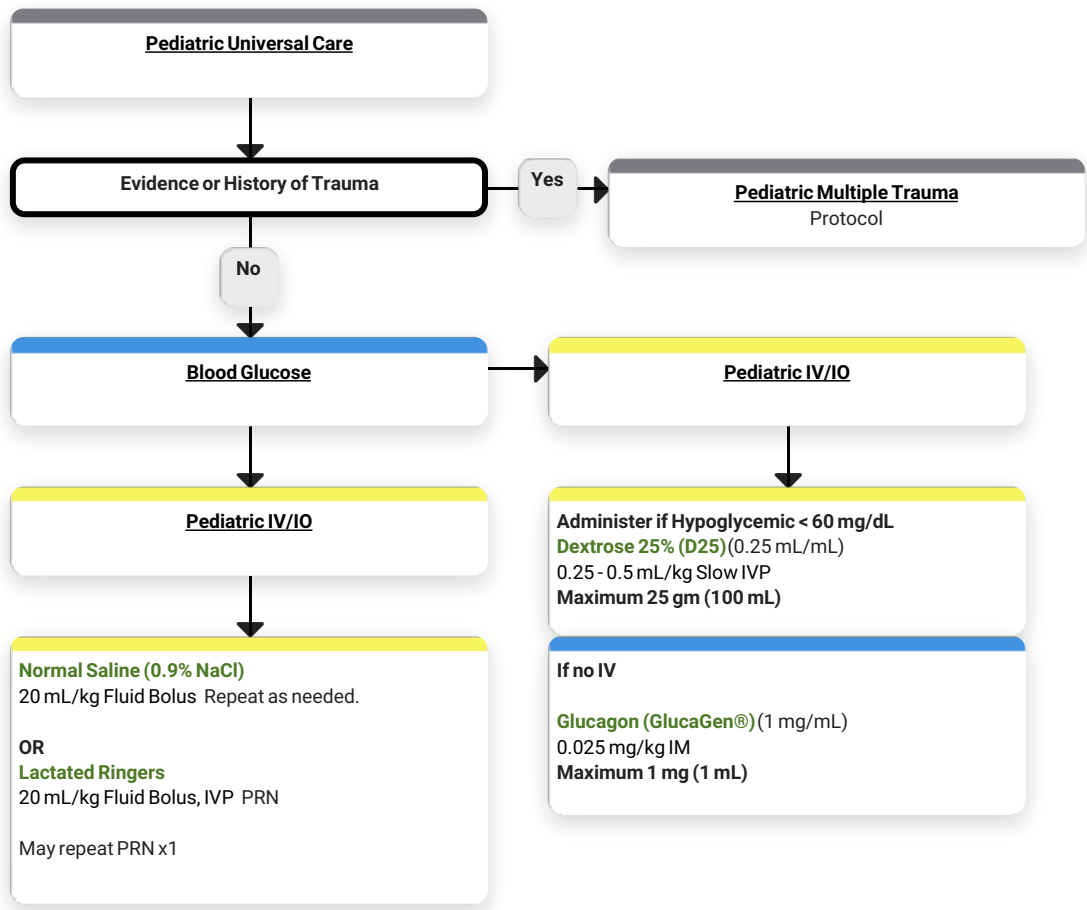 Pediatric Universal Care
Evidence or History of Trauma
Yes
Pediatric Multiple Trauma
Protocol
No
Blood Glucose
Pediatric IV/IO
Pediatric IV/IO
Administer if Hypoglycemic < 60 mg/dL
Dextrose 25% (D25) (0.25 mL/mL)
0.25 - 0.5 mL/kg Slow IVP
Maximum 25 gm (100 mL)
Normal Saline (0.9% NaCl)
20 mL/kg Fluid Bolus Repeat as needed.
OR
Lactated Ringers
20 mL/kg Fluid Bolus, IVP PRN
May repeat PRN x1
If no IV
Glucagon (GlucaGen®) (1 mg/mL)
0.025 mg/kg IM
Maximum 1 mg (1 mL)